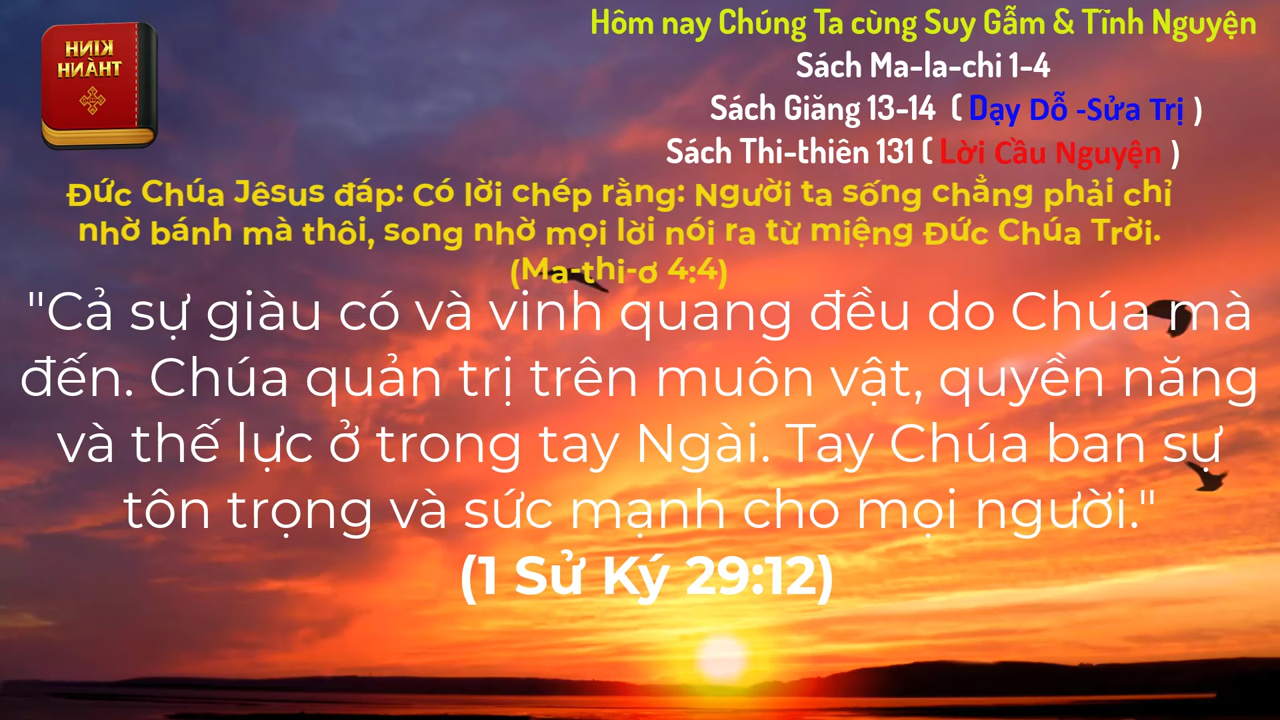 KINH
THÀNH
Hôm nay Chúng Ta cùng Suy Gẫm & Tĩnh Nguyện
Sách Ma-la-chi 1-4
Sách Giăng 13-14 ( Dạy Dỗ -Sửa Trị )
Sách Thi-thiên 131 ( Lời Cầu Nguyện )
Đức Chúa Jêsus đáp: Có lời chép rằng: Người ta sống chẳng phải chỉ
nhờ bánh mà thôi, song nhờ mọi lời nói ra từ miệng Đức Chúa Trời.
(Ma-thi-ơ 4:4)
"Cả sự giàu có và vinh quang đều do Chúa mà
đến. Chúa quản trị trên muôn vật, quyền năng
và thế lực ở trong tay Ngài. Tay Chúa ban sự
tôn trọng và sức mạnh cho mọi người."
(1 Sử Ký 29:12)